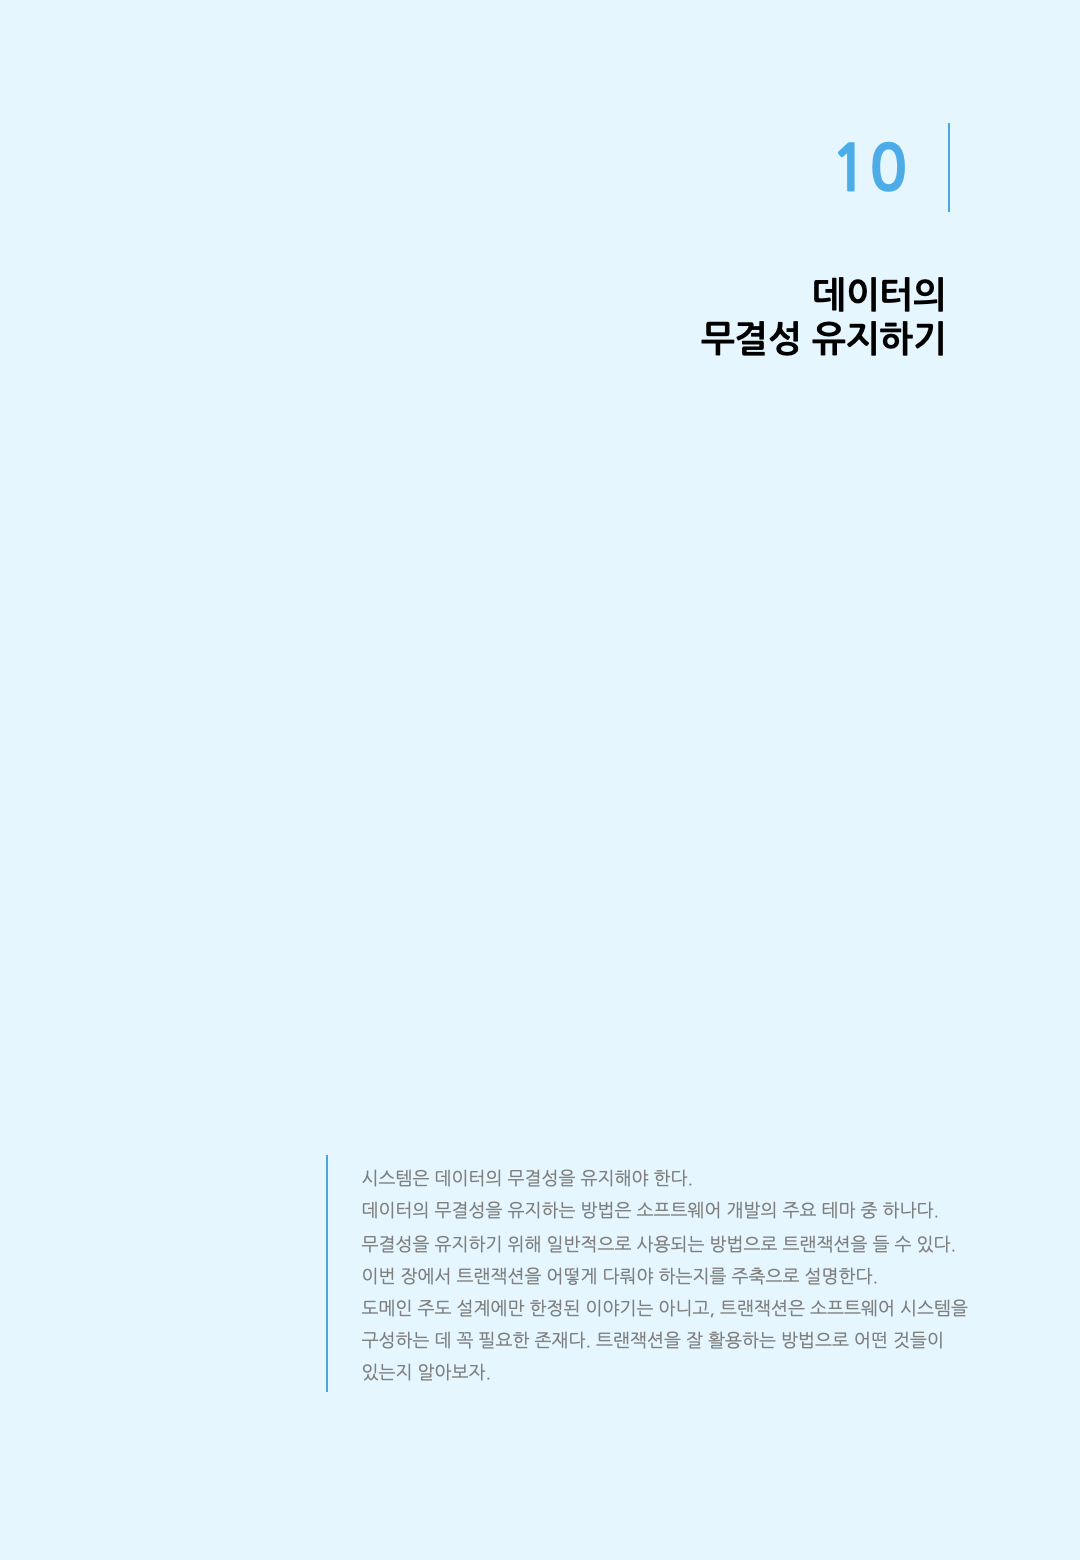 10
데이터의
무결성 유지하기
시스템은 데이터의 무결성을 유지해야 한다.
데이터의 무결성을 유지하는 방법은 소프트웨어 개발의 주요 테마 중 하나다.
무결성을 유지하기 위해 일반적으로 사용되는 방법으로 트랜잭션을 들 수 있다.
이번 장에서 트랜잭션을 어떻게 다뤄야 하는지를 주축으로 설명한다.
도메인 주도 설계에만 한정된 이야기는 아니고, 트랜잭션은 소프트웨어 시스템을
구성하는 데 꼭 필요한 존재다. 트랜잭션을 잘 활용하는 방법으로 어떤 것들이
있는지 알아보자.